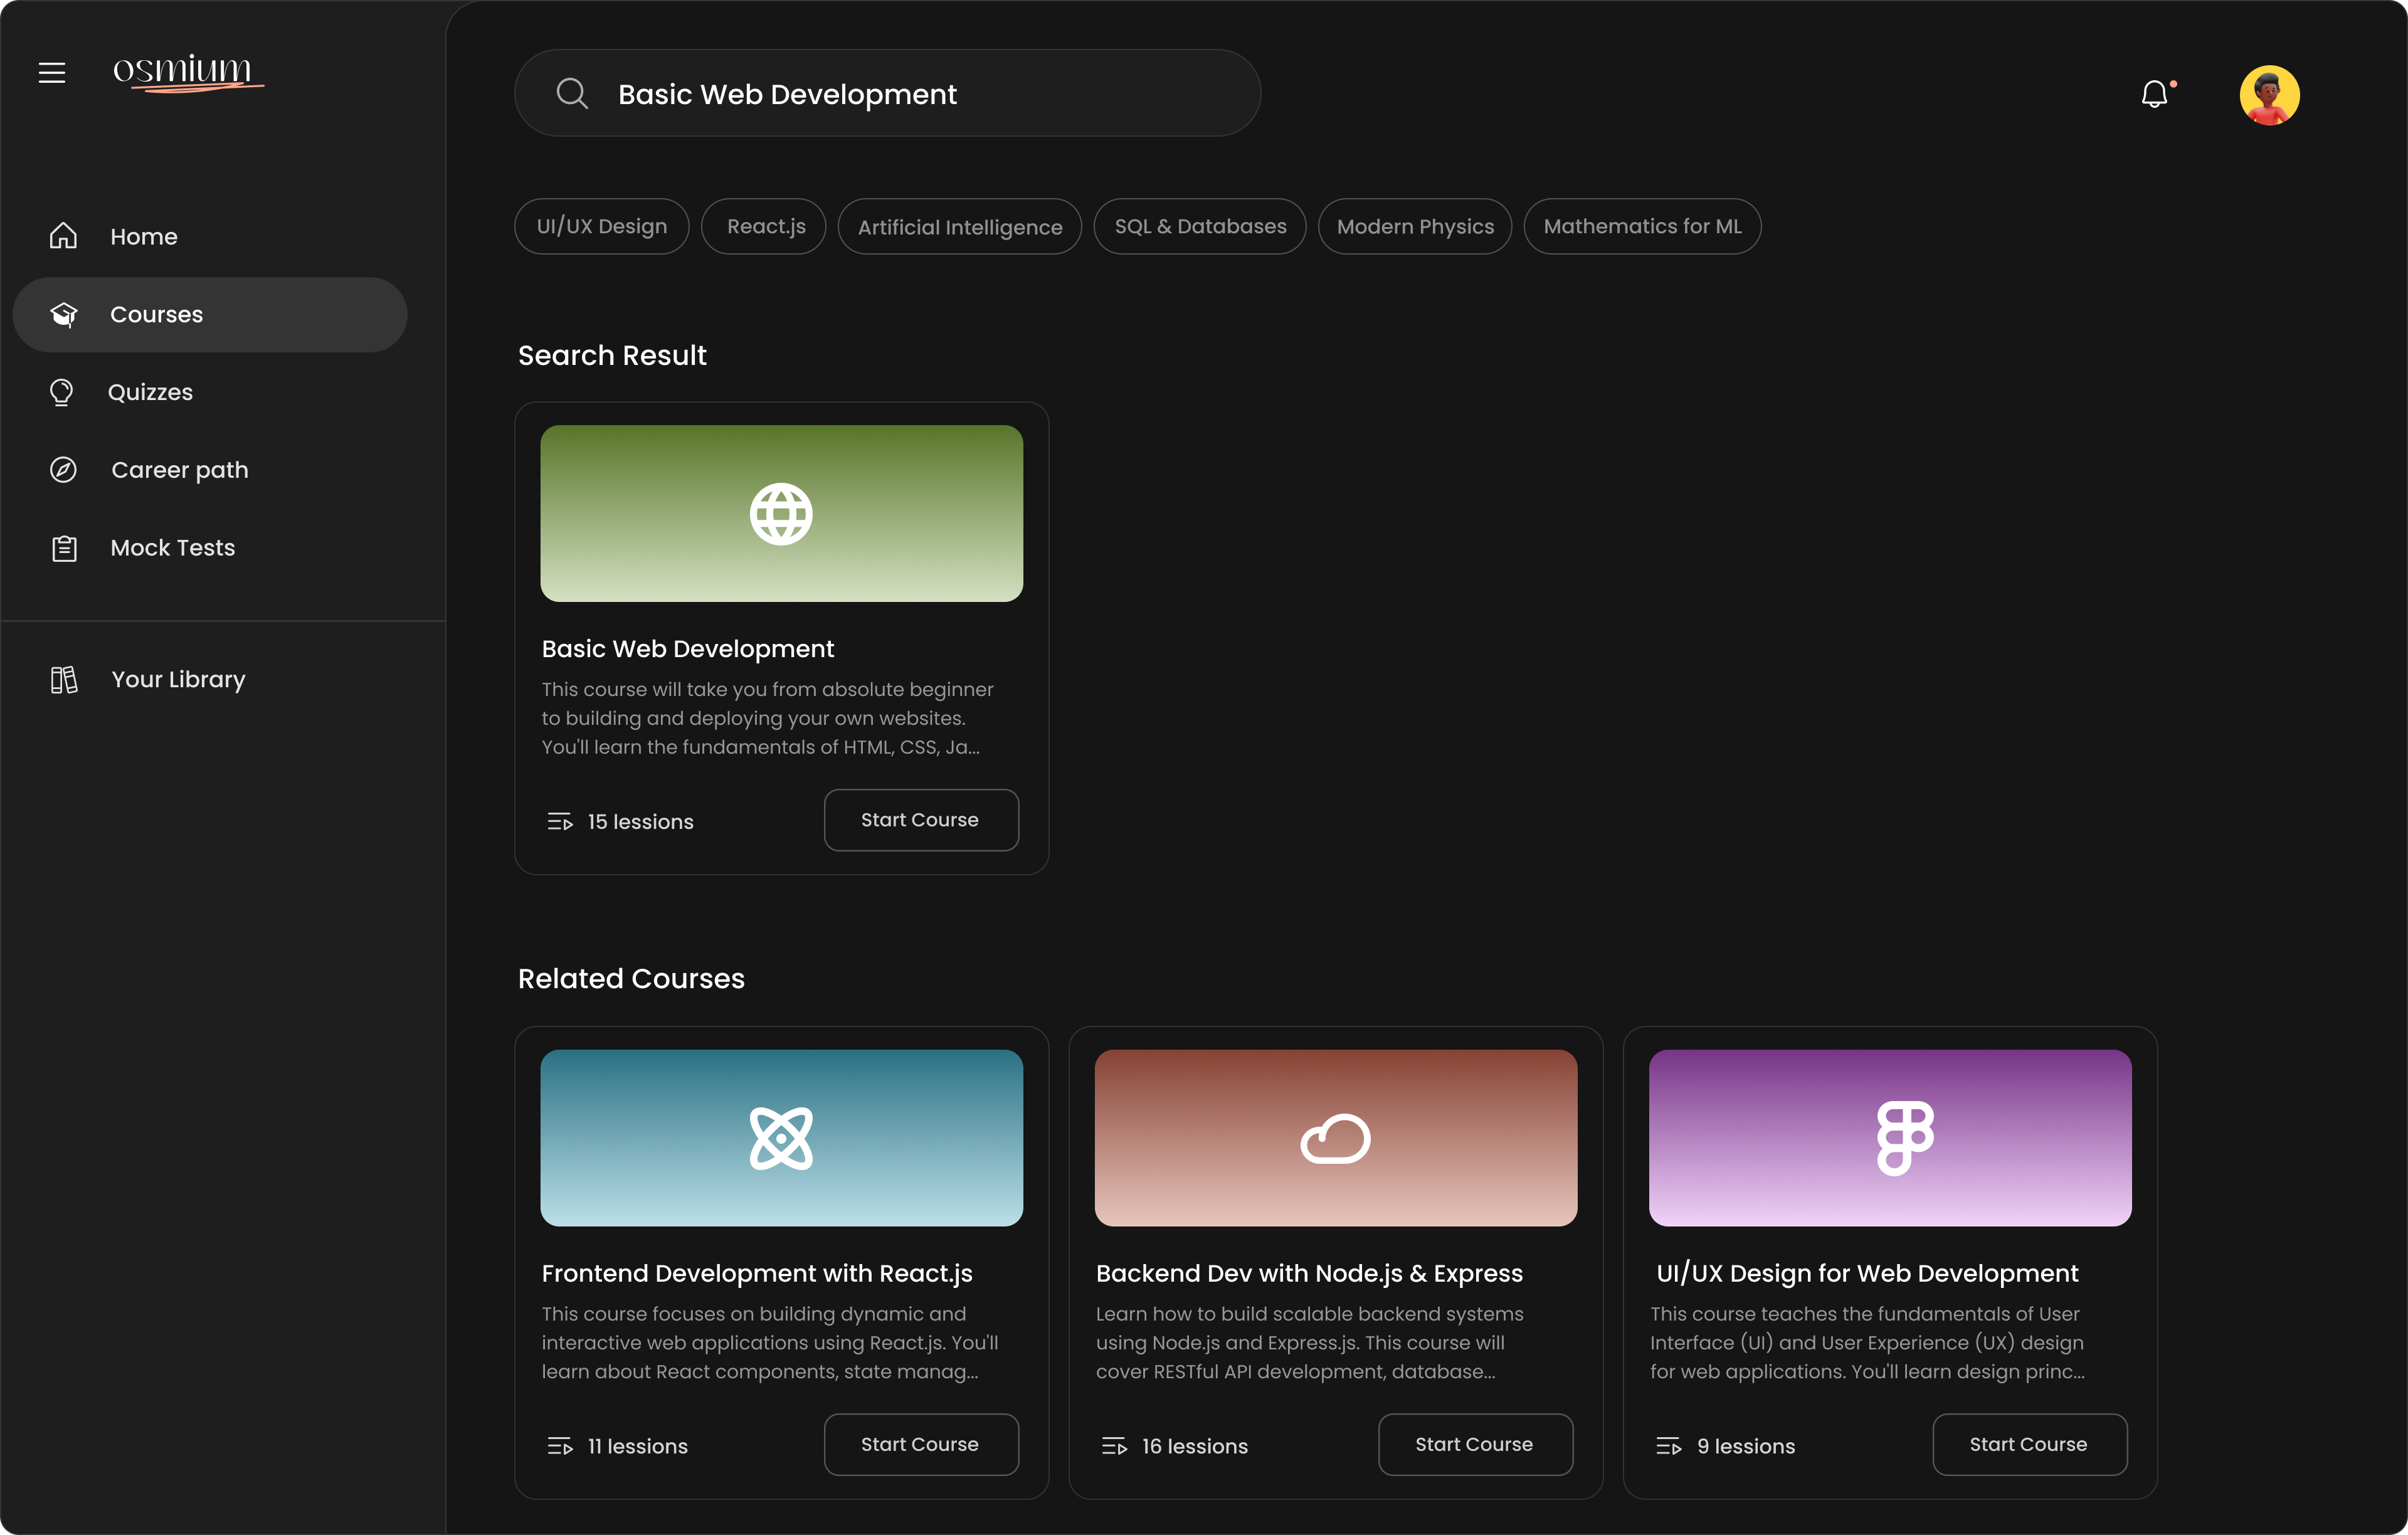 osmium
Home
Courses
Quizzes
Career path
Mock Tests
Your Library
Basic Web Development
UI/UX Design
React.js
Artificial Intelligence
SQL & Databases
Modern Physics
Mathematics for ML
Search Result
Basic Web Development
This course will take you from absolute beginner
to building and deploying your own websites.
You'll learn the fundamentals of HTML, CSS, Ja...
15 lessions
Start Course
Related Courses
Frontend Development with React.js
This course focuses on building dynamic and
interactive web applications using React.js. You'll
learn about React components, state manag...
11 lessions
Start Course
Backend Dev with Node.js & Express
Learn how to build scalable backend systems
using Node.js and Express.js. This course will
cover RESTful API development, database...
16 lessions
Start Course
UI/UX Design for Web Development
This course teaches the fundamentals of User
Interface (UI) and User Experience (UX) design
for web applications. You'll learn design princ...
9 lessions
Start Course